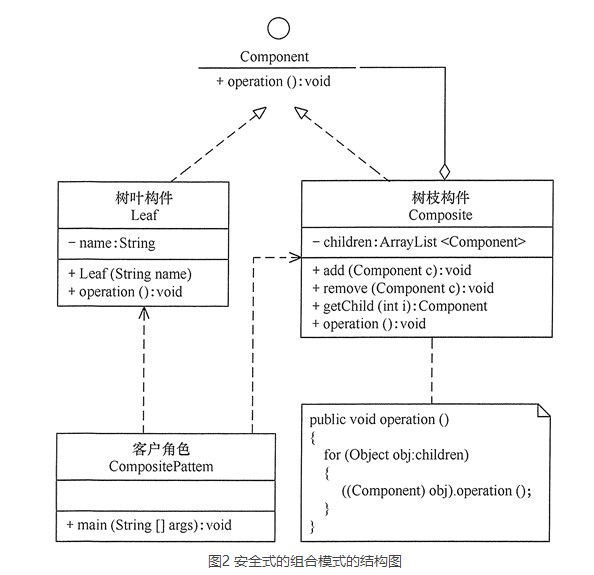 Component
+ operation ():void
树叶构件
Leaf
− name:String
+ Leaf (String name)
+ operation ():void
树枝构件
Composite
− children:ArrayList <Component>
+ add (Component c):void
+ remove (Component c):void
+ getChild (int i):Component
+ operation ():void
客户角色
CompositePattem
+ main (String [] args):void
public void operation ()
{
for (Object obj:children)
{
((Component) obj).operation ();
}
}
图2 安全式的组合模式的结构图